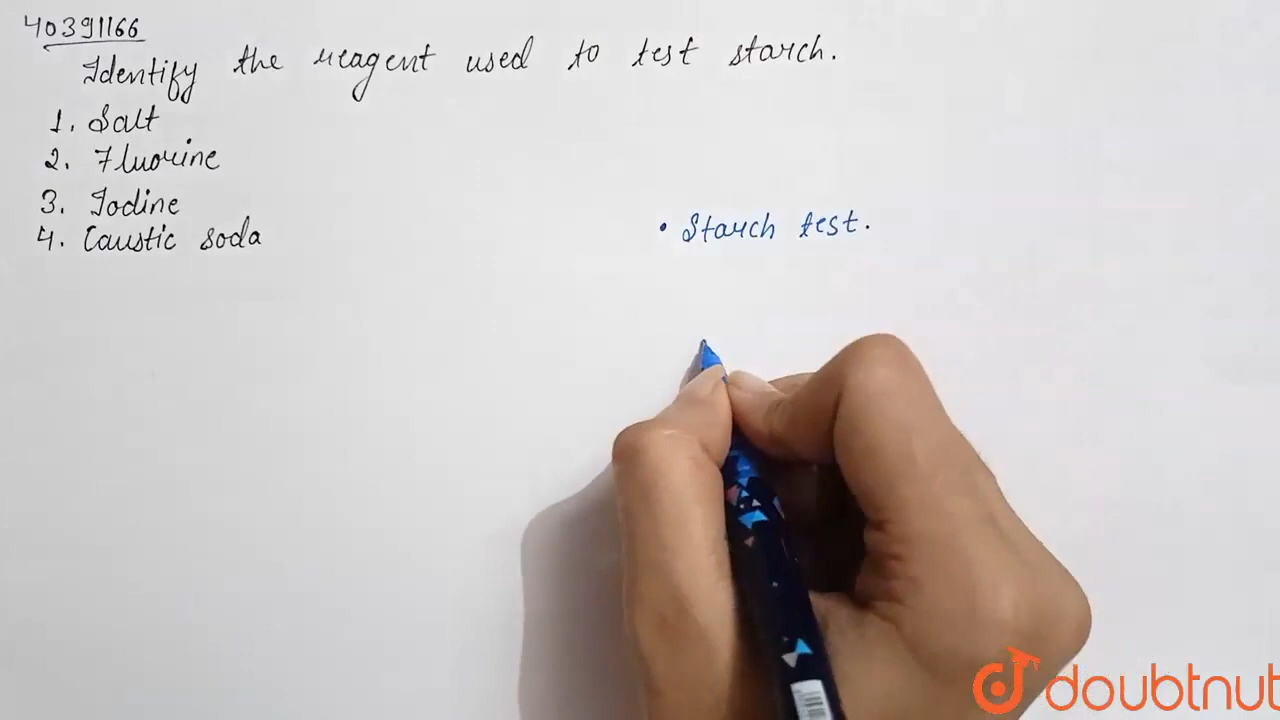 40391166
Identify the reagent used to test starch.
1. Salt
2. Fluorine
3. Iodine
4. Caustic soda
• Starch test.
doubtnut